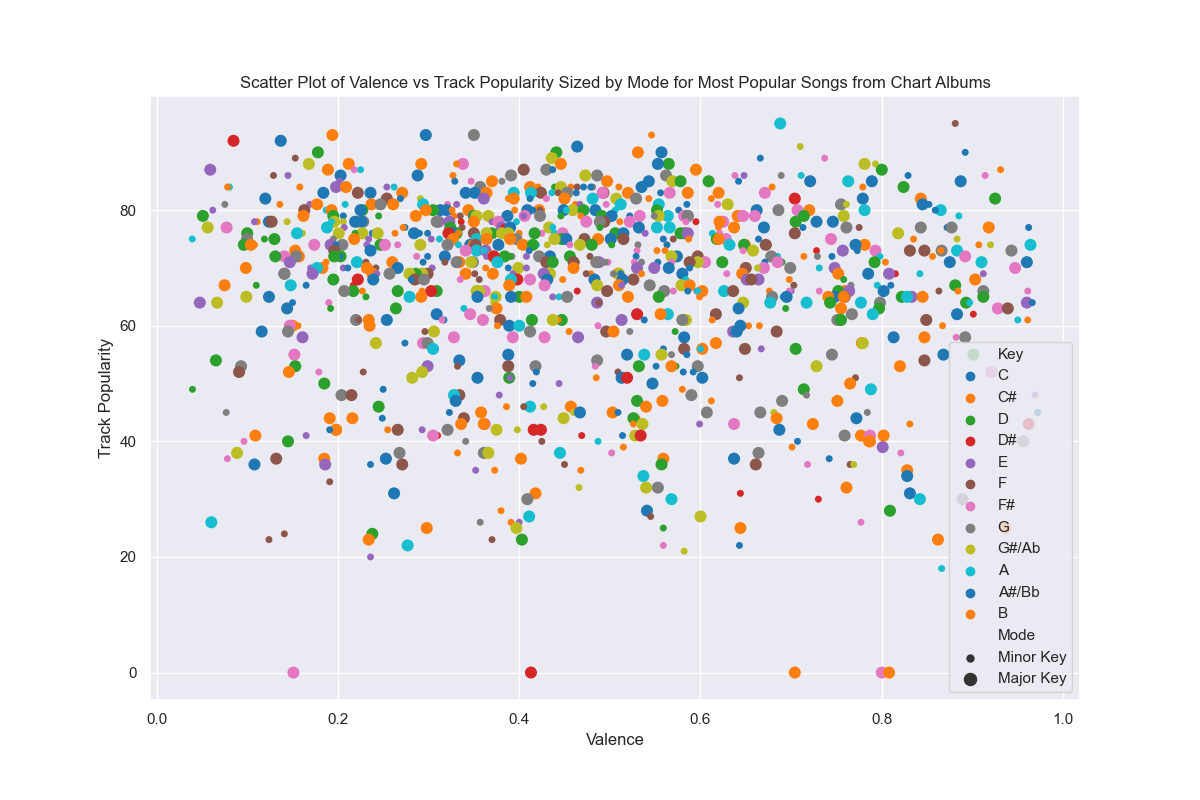 Scatter Plot of Valence vs Track Popularity Sized by Mode for Most Popular Songs from Chart Albums
Track Popularity
80
60
40
20
0
0.0
0.2
0.4
0.6
0.8
1.0
Valence
Key
C
C#
D
D#
E
F
F#
G
G#/Ab
A
A#/Bb
B
Mode
Minor Key
Major Key